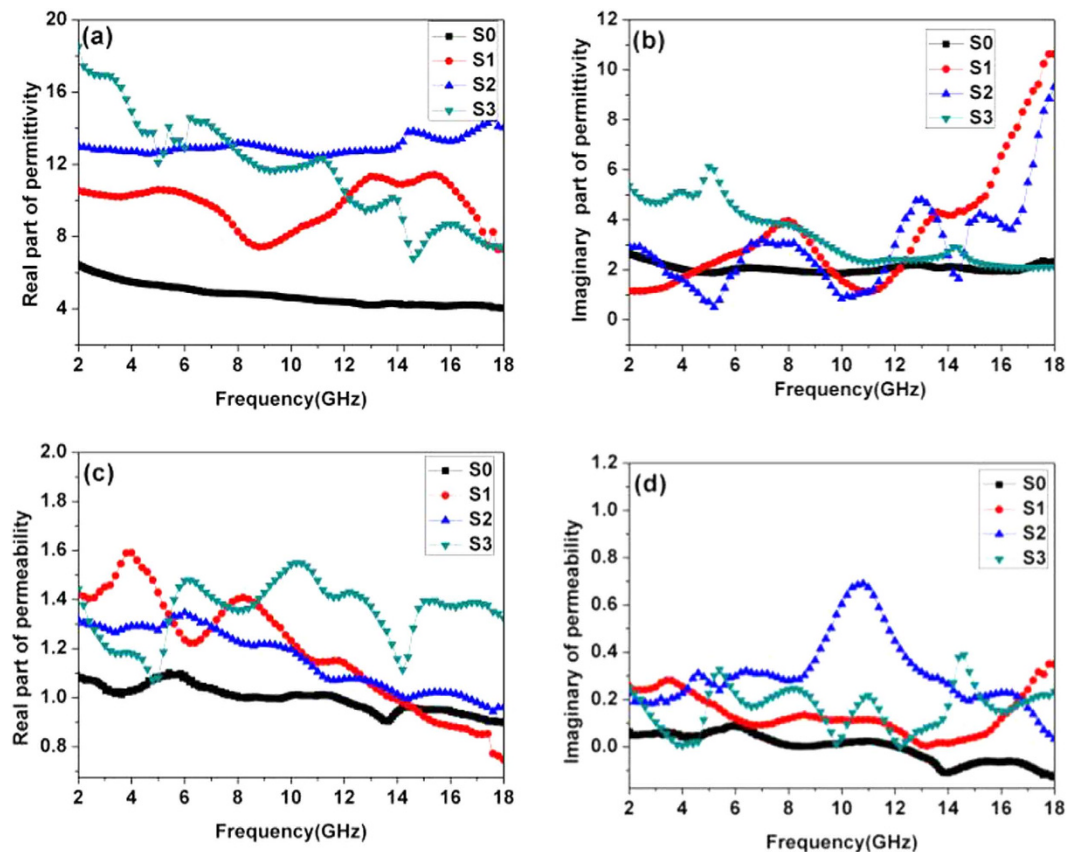 (a)
S0
S1
S2
S3
Real part of permittivity
20
16
12
8
4
2 4 6 8 10 12 14 16 18
Frequency(GHz)
(b)
S0
S1
S2
S3
Imaginary part of permittivity
12
10
8
6
4
2
0
2 4 6 8 10 12 14 16 18
Frequency(GHz)
(c)
S0
S1
S2
S3
Real part of permeability
2.0
1.8
1.6
1.4
1.2
1.0
0.8
2 4 6 8 10 12 14 16 18
Frequency(GHz)
(d)
S0
S1
S2
S3
Imaginary of permeability
1.2
1.0
0.8
0.6
0.4
0.2
0.0
2 4 6 8 10 12 14 16 18
Frequency(GHz)